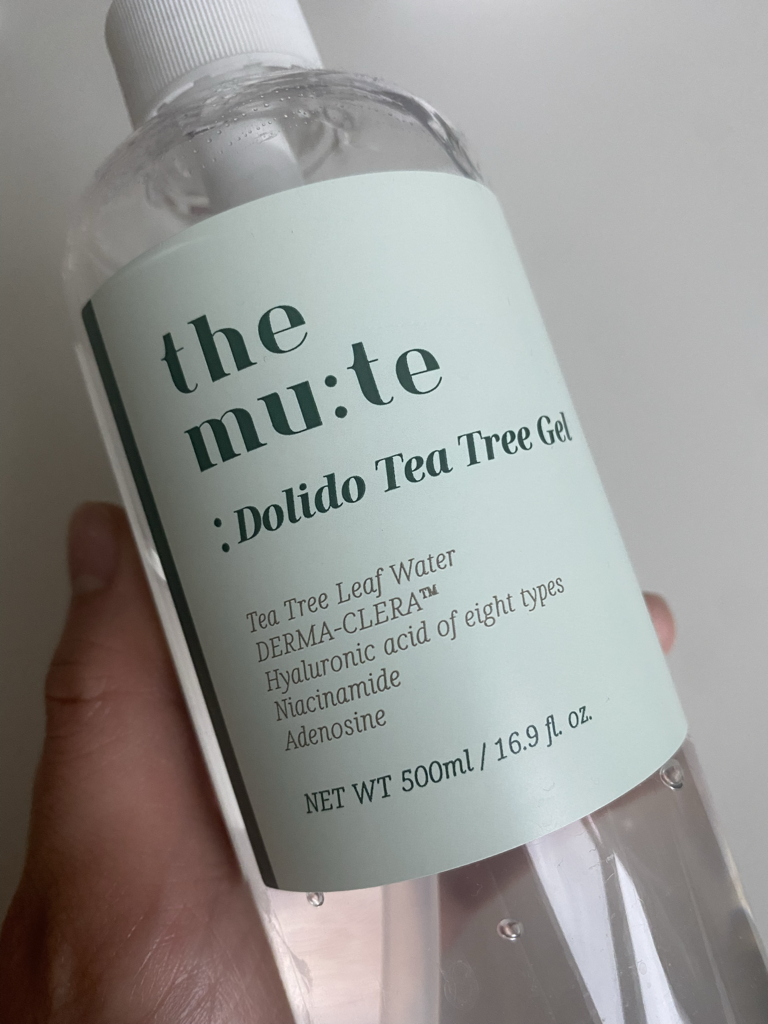 the
mu:te
: Dolido Tea Tree Gel
Tea Tree Leaf Water
DERMA-CLERA™
Hyaluronic acid of eight types
Niacinamide
Adenosine
NET WT 500ml / 16.9 fl. oz.